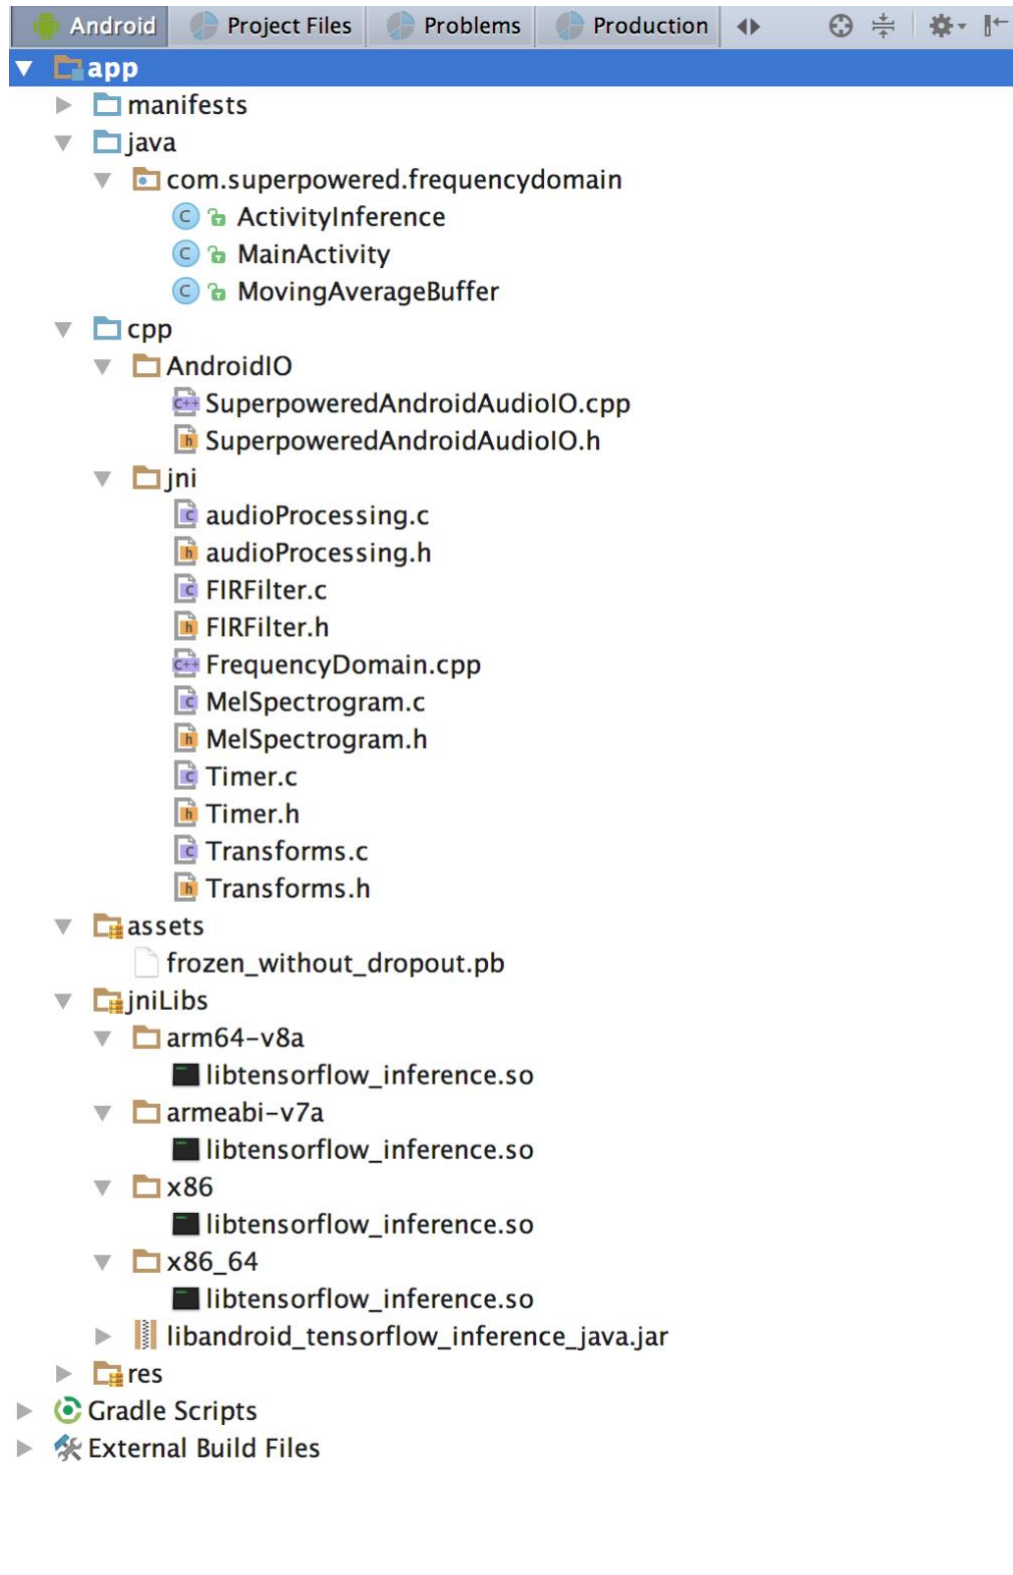 Android Project Files Problems Production
app
manifests
java
com.superpowered.frequencydomain
ActivityInference
MainActivity
MovingAverageBuffer
cpp
AndroidIO
SuperpoweredAndroidAudioIO.cpp
SuperpoweredAndroidAudioIO.h
jni
audioProcessing.c
audioProcessing.h
FIRFilter.c
FIRFilter.h
FrequencyDomain.cpp
MelSpectrogram.c
MelSpectrogram.h
Timer.c
Timer.h
Transforms.c
Transforms.h
assets
frozen_without_dropout.pb
jniLibs
arm64-v8a
libtensorflow_inference.so
armeabi-v7a
libtensorflow_inference.so
x86
libtensorflow_inference.so
x86_64
libtensorflow_inference.so
libandroid_tensorflow_inference_java.jar
res
Gradle Scripts
External Build Files